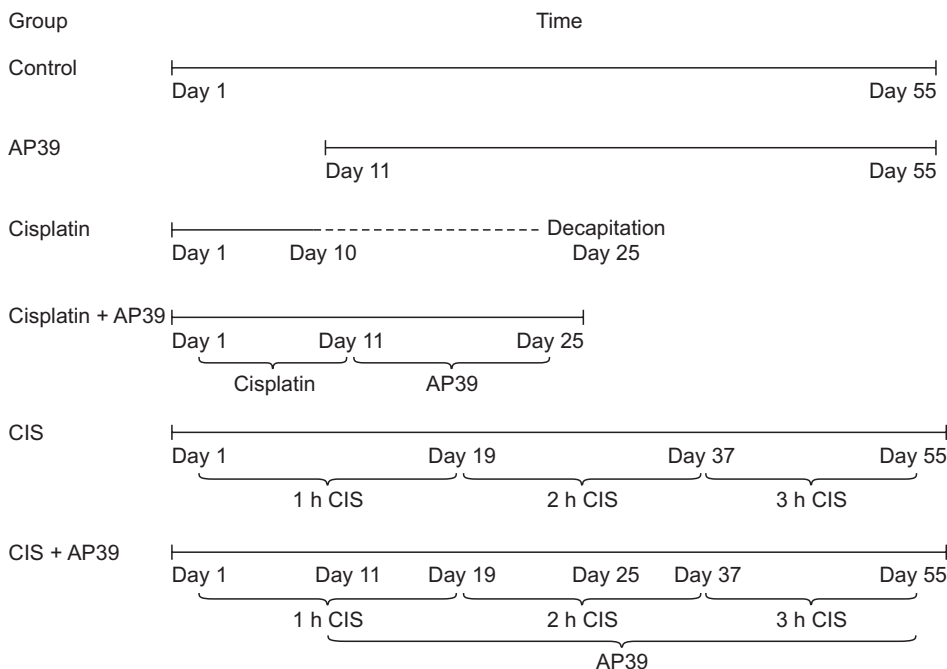 Group Time
Control
Day 1 Day 55
AP39
Day 11 Day 55
Cisplatin Decapitation
Day 1 Day 10 Day 25
Cisplatin + AP39
Day 1 Day 11 Day 25
Cisplatin AP39
CIS
Day 1 Day 19 Day 37 Day 55
1 h CIS 2 h CIS 3 h CIS
CIS + AP39
Day 1 Day 11 Day 19 Day 25 Day 37 Day 55
1 h CIS 2 h CIS 3 h CIS
AP39